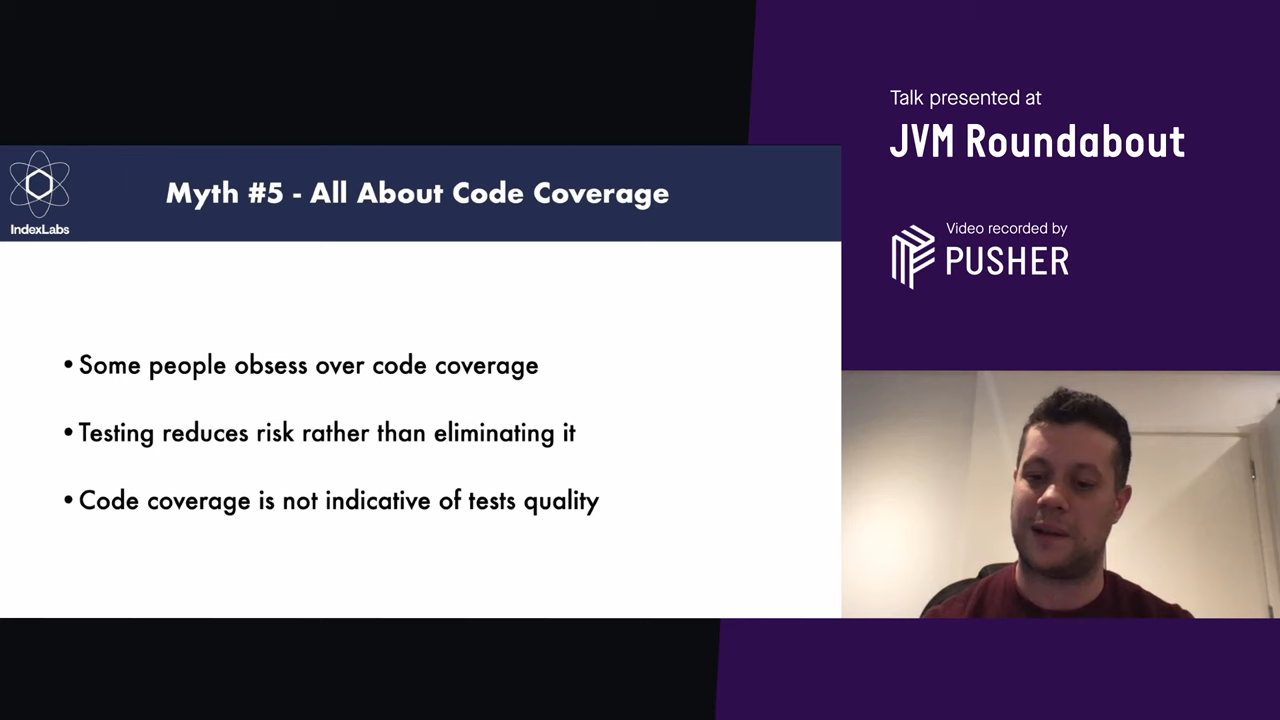 Talk presented at
JVM Roundabout
Video recorded by
PUSHER
IndexLabs
Myth #5 - All About Code Coverage
•Some people obsess over code coverage
•Testing reduces risk rather than eliminating it
•Code coverage is not indicative of tests quality